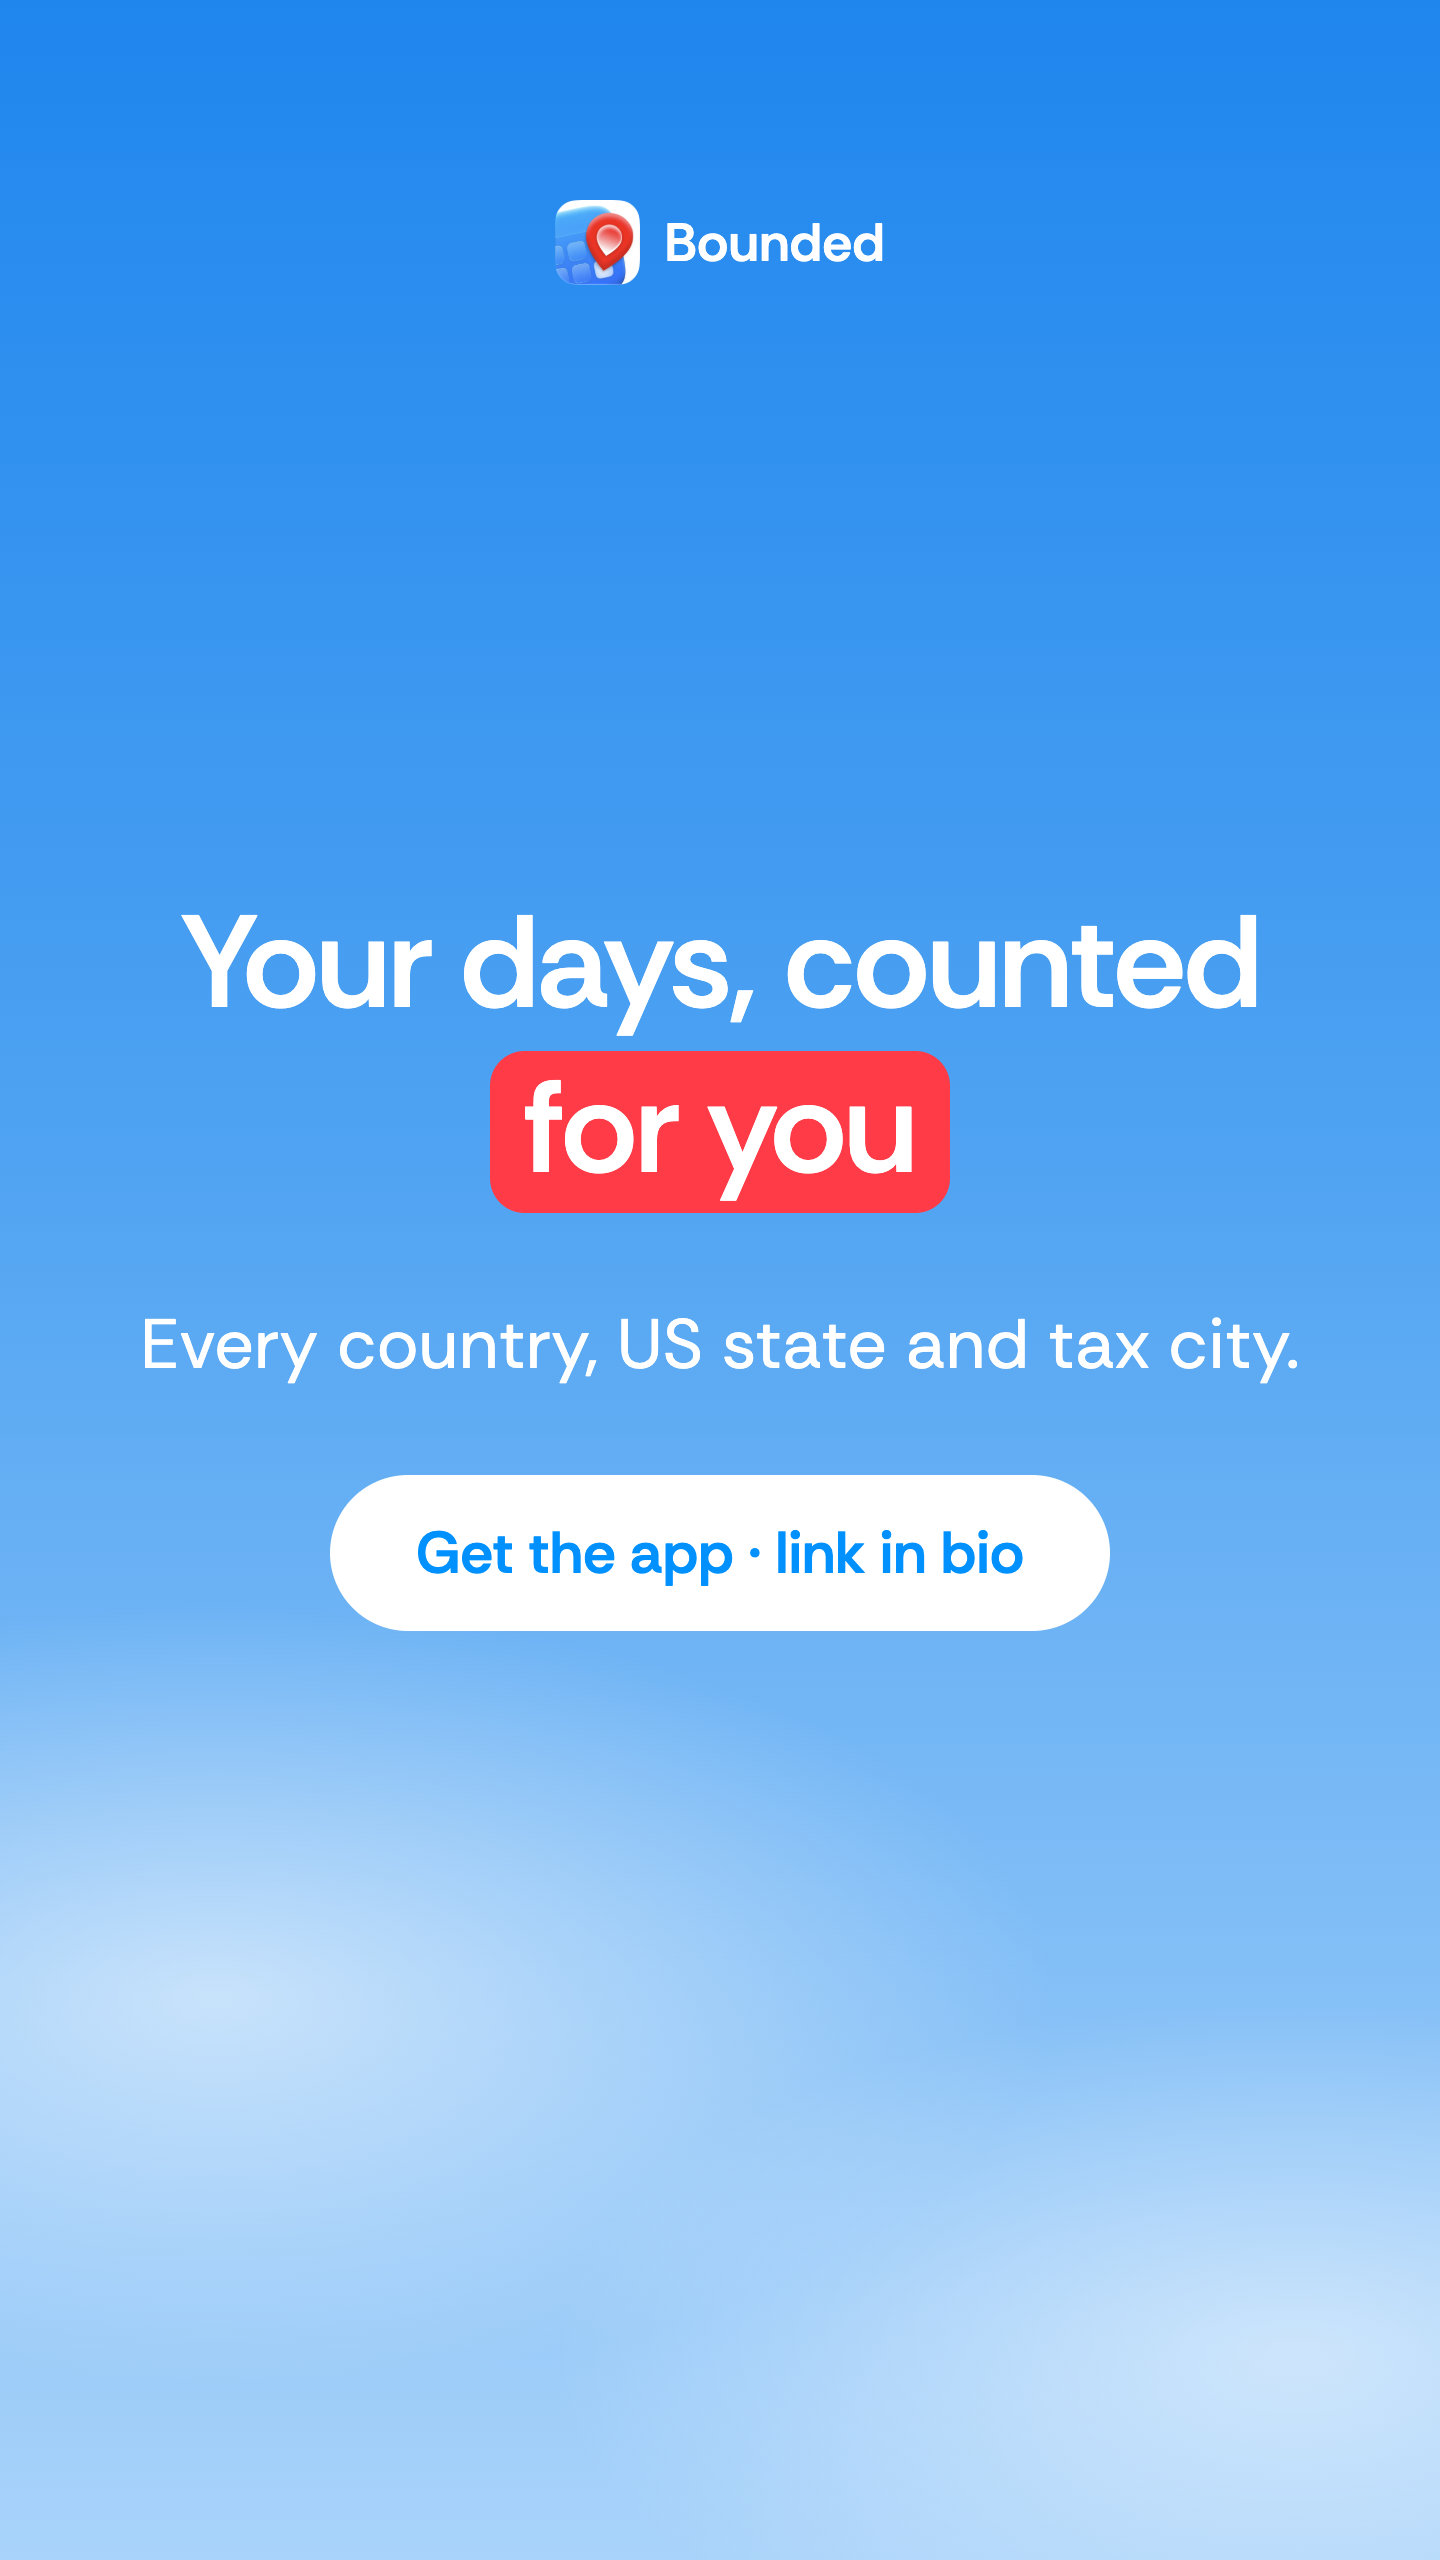 Bounded
Your days, counted
for you
Every country, US state and tax city.
Get the app · link in bio